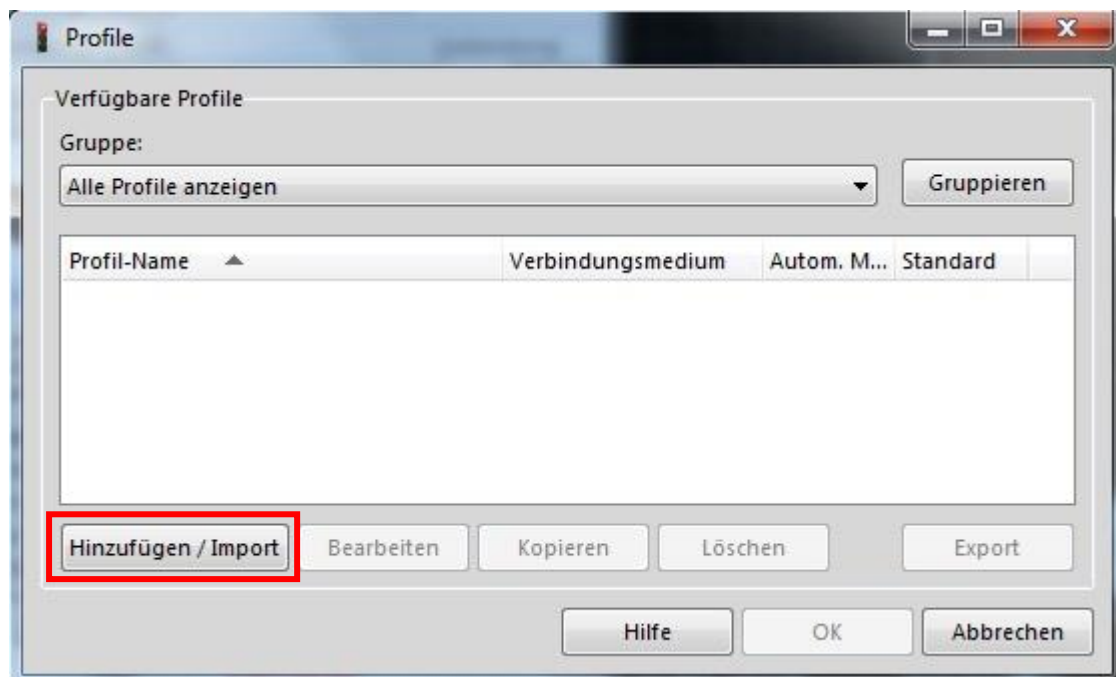 Profile
Verfügbare Profile
Gruppe:
Alle Profile anzeigen Gruppieren
Profil-Name Verbindungsmedium Autom. M... Standard
Hinzufügen / Import Bearbeiten Kopieren Löschen Export
Hilfe OK Abbrechen